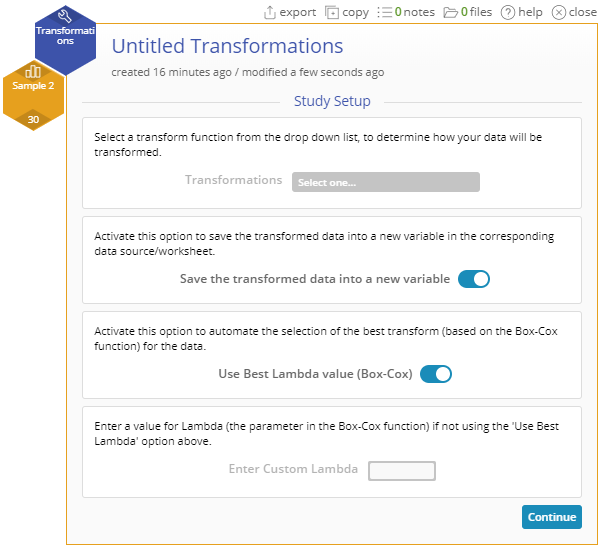 export copy 0 notes 0 files ? help close
Transformati
ons
Sample 2
30
Untitled Transformations
created 16 minutes ago / modified a few seconds ago
Study Setup
Select a transform function from the drop down list, to determine how your data will be
transformed.
Transformations Select one...
Activate this option to save the transformed data into a new variable in the corresponding
data source/worksheet.
Save the transformed data into a new variable
Activate this option to automate the selection of the best transform (based on the Box-Cox
function) for the data.
Use Best Lambda value (Box-Cox)
Enter a value for Lambda (the parameter in the Box-Cox function) if not using the 'Use Best
Lambda' option above.
Enter Custom Lambda
Continue